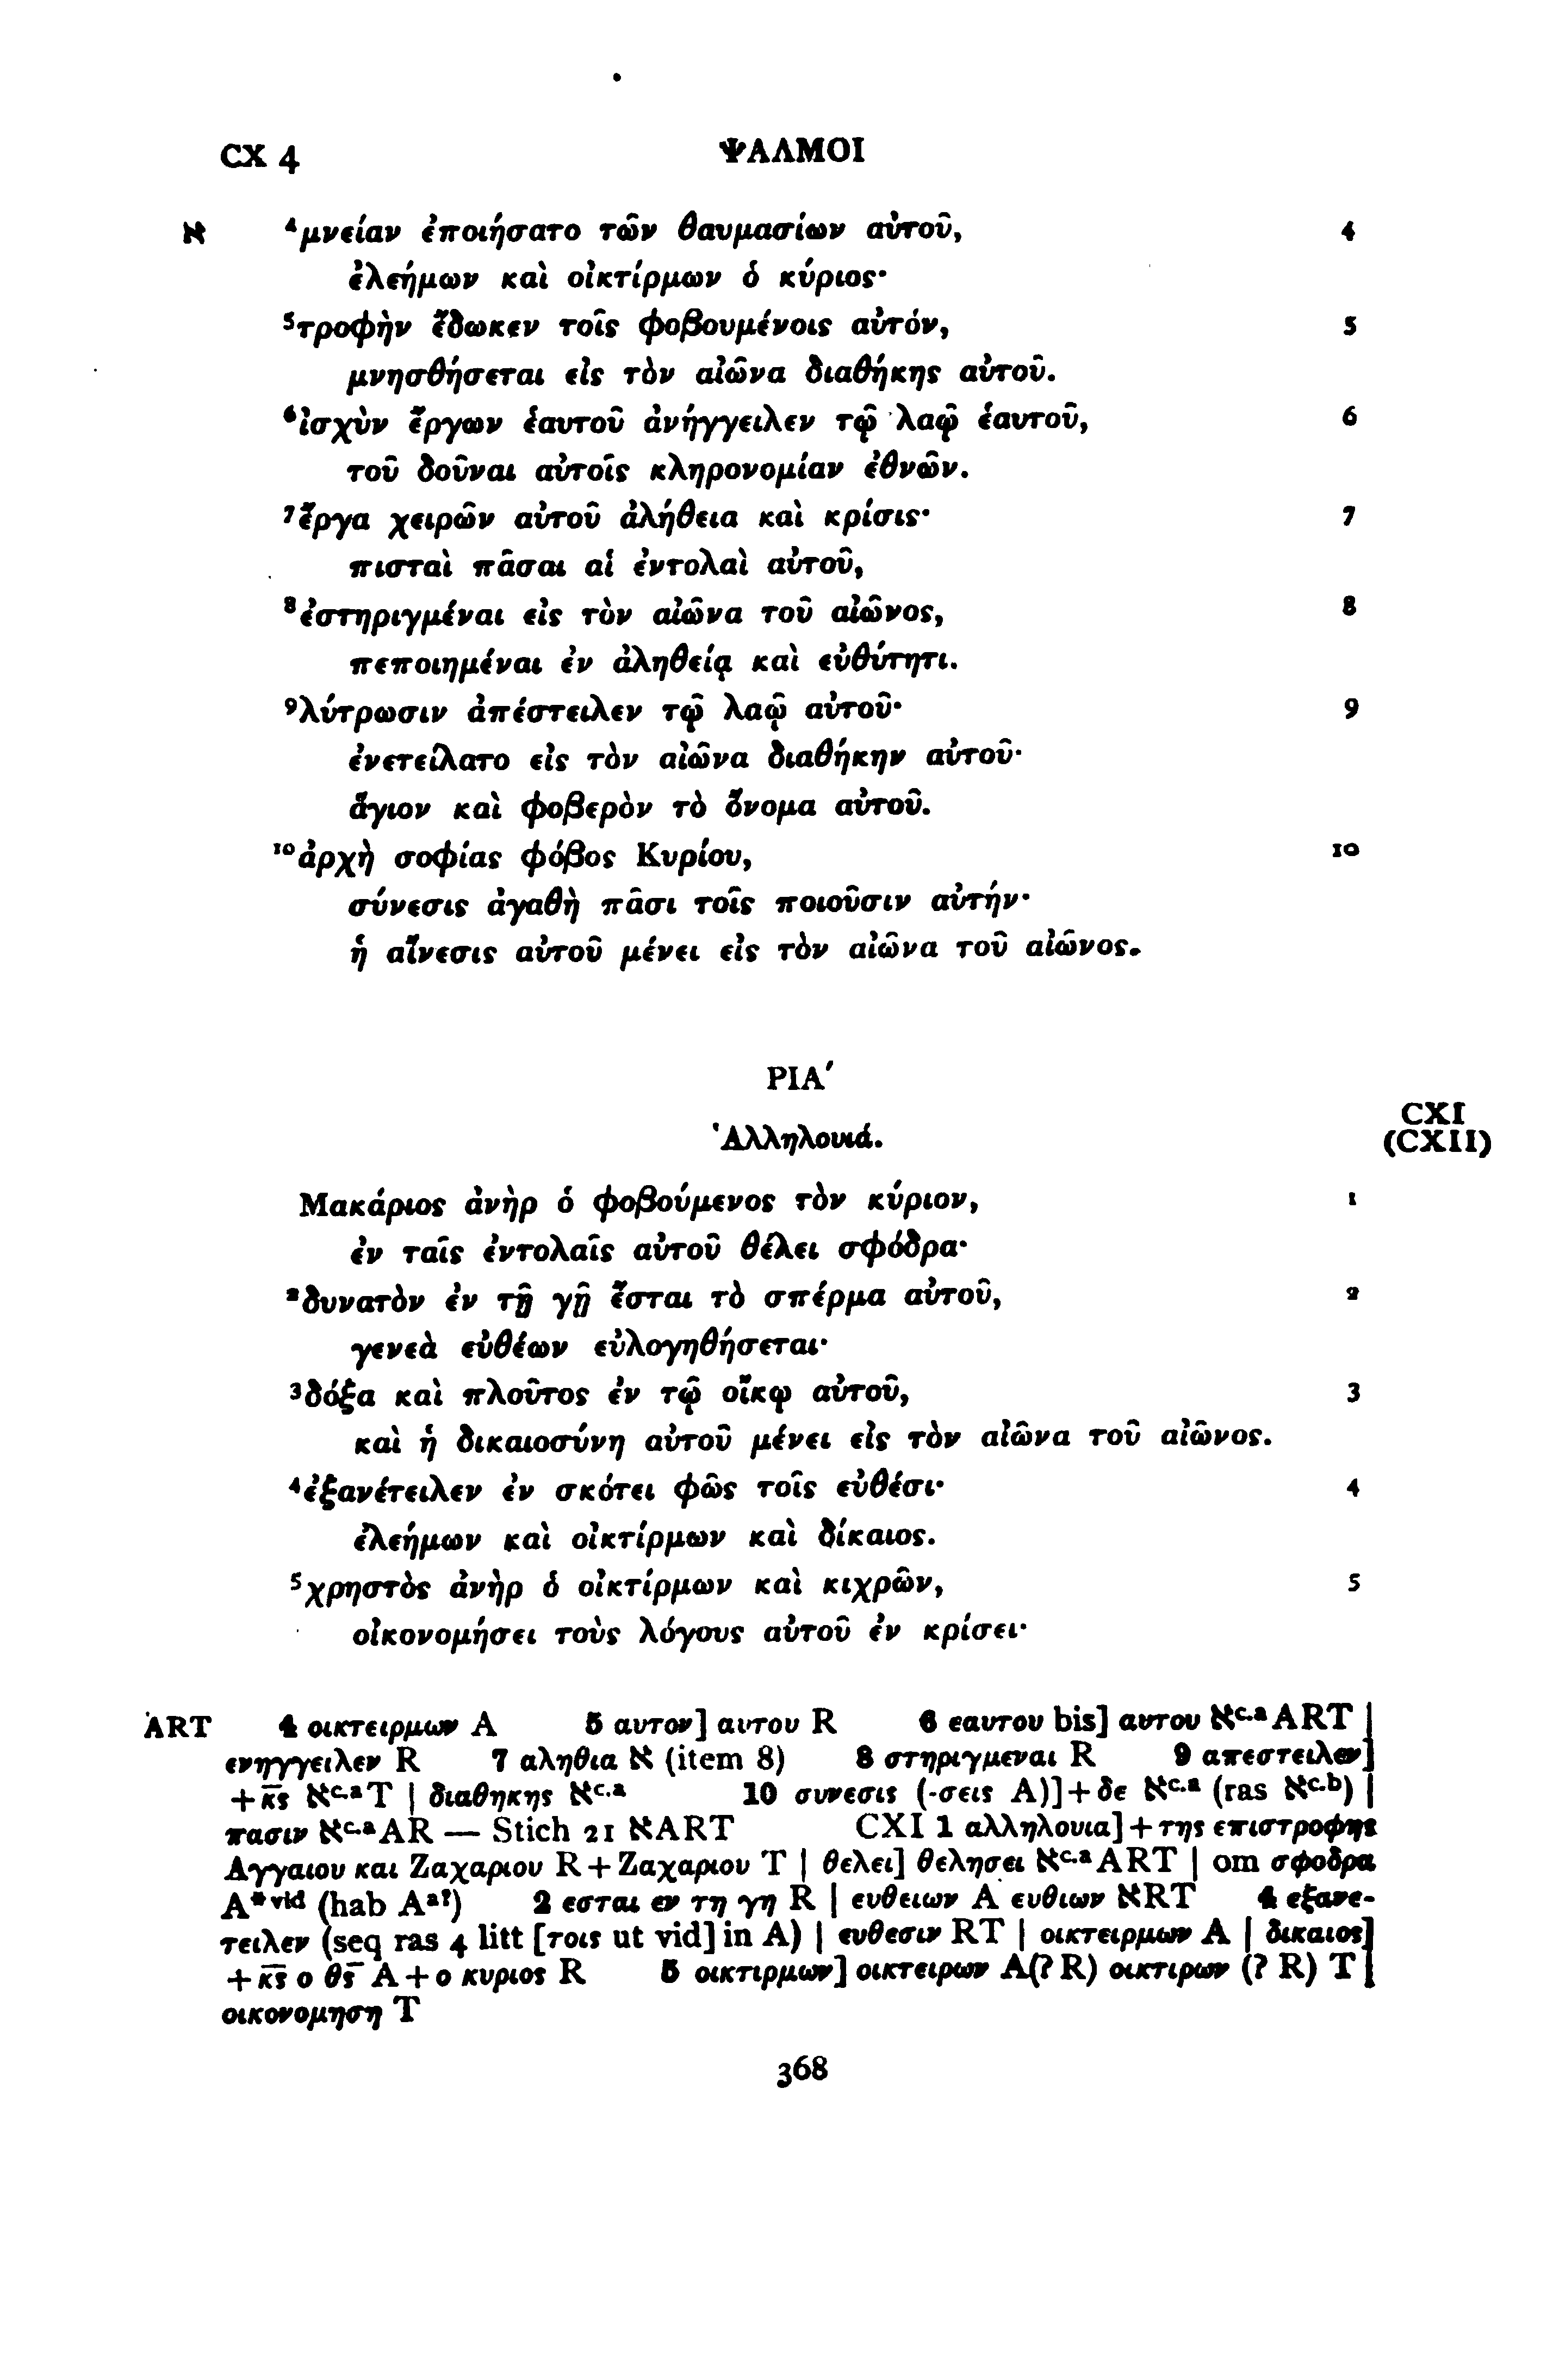 CX 4 ΨΑΛΜΟΙ
א ⁴μνείαν ἐποιήσατο τῶν θαυμασίων αὐτοῦ, 4
ἐλεήμων καὶ οἰκτίρμων ὁ κύριος·
⁵τροφὴν ἔδωκεν τοῖς φοβουμένοις αὐτόν, 5
μνησθήσεται εἰς τὸν αἰῶνα διαθήκης αὐτοῦ.
⁶ἰσχὺν ἔργων ἑαυτοῦ ἀνήγγειλεν τῷ λαῷ ἑαυτοῦ, 6
τοῦ δοῦναι αὐτοῖς κληρονομίαν ἐθνῶν.
⁷ἔργα χειρῶν αὐτοῦ ἀλήθεια καὶ κρίσις· 7
πισταὶ πᾶσαι αἱ ἐντολαὶ αὐτοῦ,
⁸ἐστηριγμέναι εἰς τὸν αἰῶνα τοῦ αἰῶνος, 8
πεποιημέναι ἐν ἀληθείᾳ καὶ εὐθύτητι.
⁹λύτρωσιν ἀπέστειλεν τῷ λαῷ αὐτοῦ· 9
ἐνετείλατο εἰς τὸν αἰῶνα διαθήκην αὐτοῦ·
ἅγιον καὶ φοβερὸν τὸ ὄνομα αὐτοῦ.
¹⁰ἀρχὴ σοφίας φόβος Κυρίου, 10
σύνεσις ἀγαθὴ πᾶσι τοῖς ποιοῦσιν αὐτήν·
ἡ αἴνεσις αὐτοῦ μένει εἰς τὸν αἰῶνα τοῦ αἰῶνος.
ΡΙΑ´
CXI
Ἁλληλουιά. (CXII)
Μακάριος ἀνὴρ ὁ φοβούμενος τὸν κύριον, 1
ἐν ταῖς ἐντολαῖς αὐτοῦ θέλει σφόδρα·
²δυνατὸν ἐν τῇ γῇ ἔσται τὸ σπέρμα αὐτοῦ, 2
γενεὰ εὐθέων εὐλογηθήσεται·
³δόξα καὶ πλοῦτος ἐν τῷ οἴκῳ αὐτοῦ, 3
καὶ ἡ δικαιοσύνη αὐτοῦ μένει εἰς τὸν αἰῶνα τοῦ αἰῶνος.
⁴ἐξανέτειλεν ἐν σκότει φῶς τοῖς εὐθέσι· 4
ἐλεήμων καὶ οἰκτίρμων καὶ δίκαιος.
⁵χρηστὸς ἀνὴρ ὁ οἰκτίρμων καὶ κιχρῶν, 5
οἰκονομήσει τοὺς λόγους αὐτοῦ ἐν κρίσει·
ART 4 οικτειρμων A 5 αυτον] αυτου R 6 εαυτου bis] αυτου א^c.a ART |
ενηγγειλεν R 7 αληθια א (item 8) 8 στηριγμεναι R 9 απεστειλεν]
+κ̅ς̅ א^c.a T | διαθηκης א^c.a 10 συνεσις (-σεις A)]+δε א^c.a (ras א^c.b) |
πασιν א^c.a AR — Stich 21 אART CXI 1 αλληλουια]+της επιστροφης
Αγγαιου και Ζαχαριου R+Ζαχαριου T | θελει] θελησει א^c.a ART | om σφοδρα
A*vid (hab A^a?) 2 εσται εν τη γη R | ευθειων A ευθιων אRT 4 εξανε-
τειλεν (seq ras 4 litt [τοις ut vid] in A) | ευθεσιν RT | οικτειρμων A | δικαιος]
+κ̅ς̅ ο θ̅ς̅ A+ο κυριος R 5 οικτιρμων] οικτειρων A(? R) οικτιρων (? R) T |
οικονομηση T
368